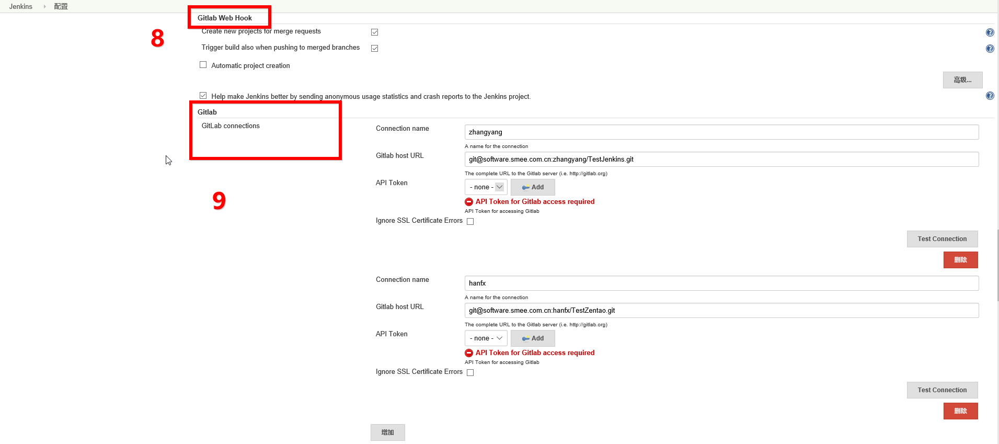 Jenkins 配置
Gitlab Web Hook
8
Create new projects for merge requests
Trigger build also when pushing to merged branches
Automatic project creation
高级...
Help make Jenkins better by sending anonymous usage statistics and crash reports to the Jenkins project.
Gitlab
GitLab connections
Connection name
zhangyang
A name for the connection
Gitlab host URL
git@software.smee.com.cn:zhangyang/TestJenkins.git
The complete URL to the Gitlab server (i.e. http://gitlab.org)
API Token
- none -
Add
9
API Token for Gitlab access required
API Token for accessing Gitlab
Ignore SSL Certificate Errors
Test Connection
删除
Connection name
hanfx
A name for the connection
Gitlab host URL
git@software.smee.com.cn:hanfx/TestZentao.git
The complete URL to the Gitlab server (i.e. http://gitlab.org)
API Token
- none -
Add
API Token for Gitlab access required
API Token for accessing Gitlab
Ignore SSL Certificate Errors
Test Connection
删除
增加